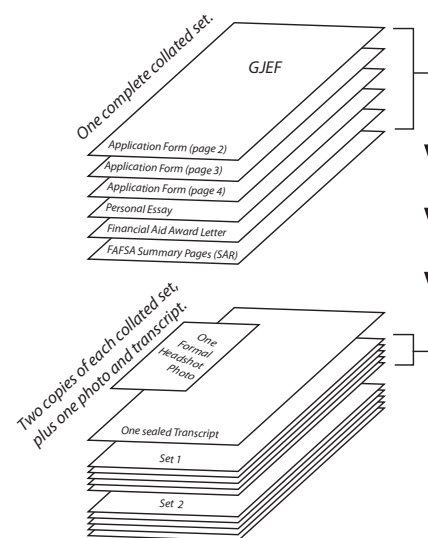 One complete collated set.
GJEF
Application Form (page 2)
Application Form (page 3)
Application Form (page 4)
Personal Essay
Financial Aid Award Letter
FAFSA Summary Pages (SAR)
Two copies of each collated set,
plus one photo and transcript.
One
Formal
Headshot
Photo
One sealed Transcript
Set 1
Set 2